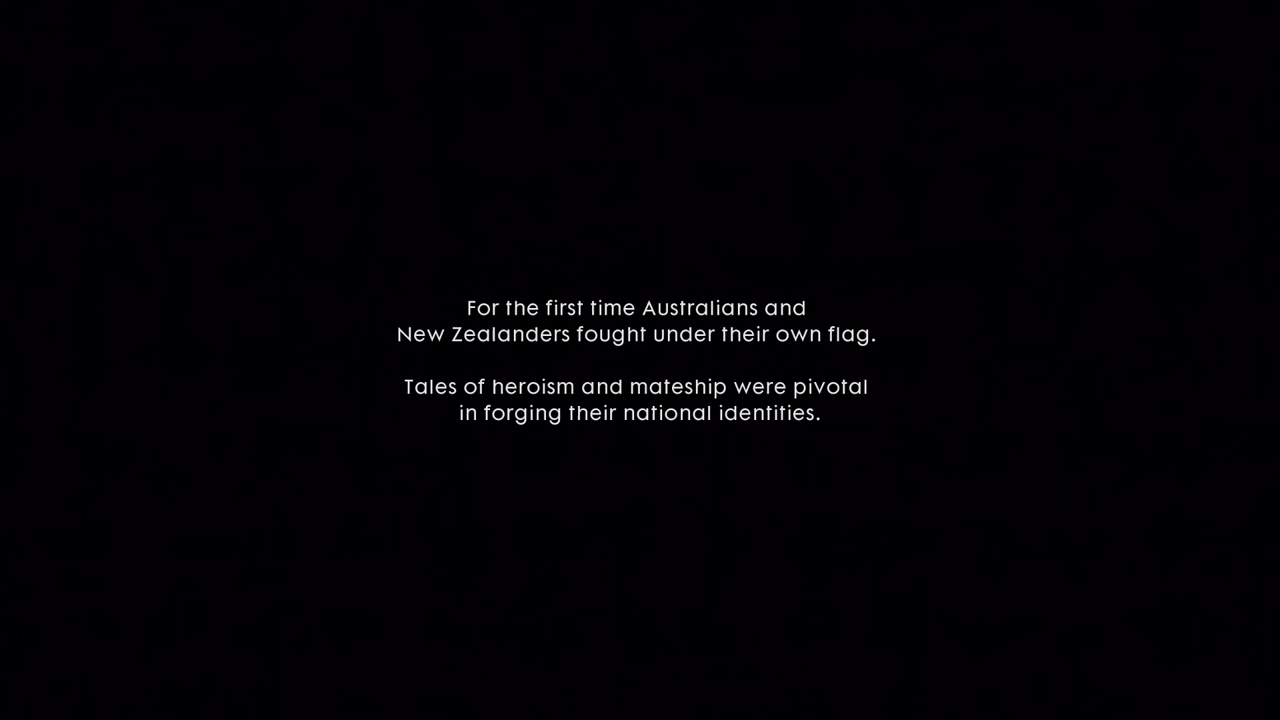 For the first time Australians and
New Zealanders fought under their own flag.
Tales of heroism and mateship were pivotal
in forging their national identities.